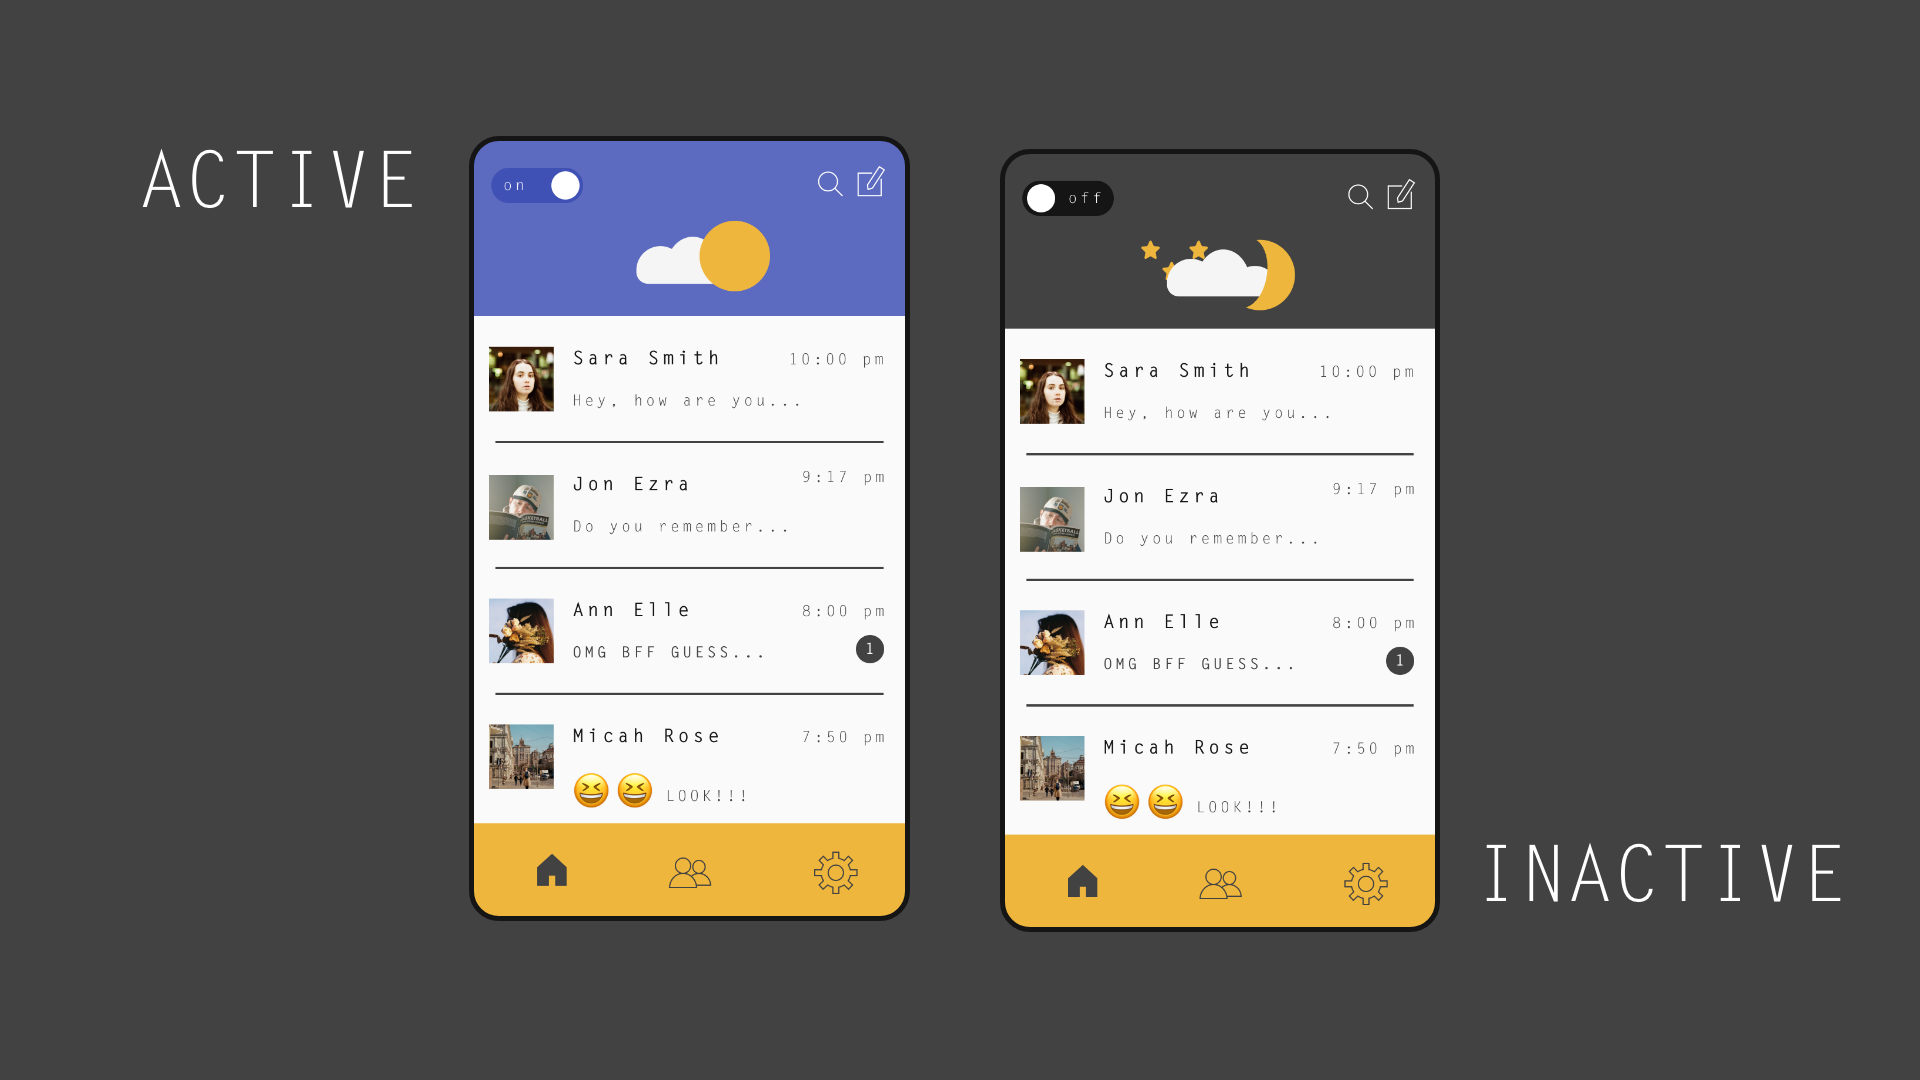 ACTIVE
on
Sara Smith 10:00 pm
Hey, how are you...
Jon Ezra 9:17 pm
Do you remember...
Ann Elle 8:00 pm
OMG BFF GUESS... 1
Micah Rose 7:50 pm
😆 😆 LOOK!!!
off
Sara Smith 10:00 pm
Hey, how are you...
Jon Ezra 9:17 pm
Do you remember...
Ann Elle 8:00 pm
OMG BFF GUESS... 1
Micah Rose 7:50 pm
😆 😆 LOOK!!!
INACTIVE